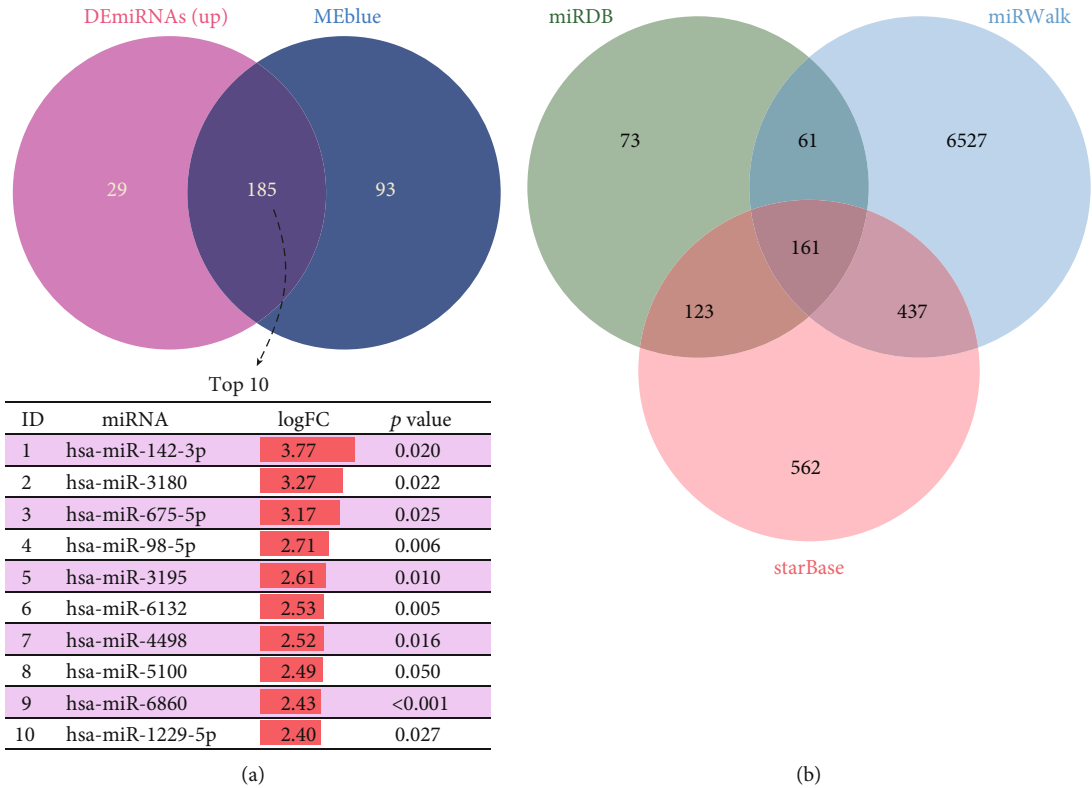 DEmiRNAs (up) MEblue
29 185 93
Top 10
ID miRNA logFC p value
1 hsa-miR-142-3p 3.77 0.020
2 hsa-miR-3180 3.27 0.022
3 hsa-miR-675-5p 3.17 0.025
4 hsa-miR-98-5p 2.71 0.006
5 hsa-miR-3195 2.61 0.010
6 hsa-miR-6132 2.53 0.005
7 hsa-miR-4498 2.52 0.016
8 hsa-miR-5100 2.49 0.050
9 hsa-miR-6860 2.43 <0.001
10 hsa-miR-1229-5p 2.40 0.027
(a)
miRDB miRWalk
73 61 6527
161
123 437
562
starBase
(b)